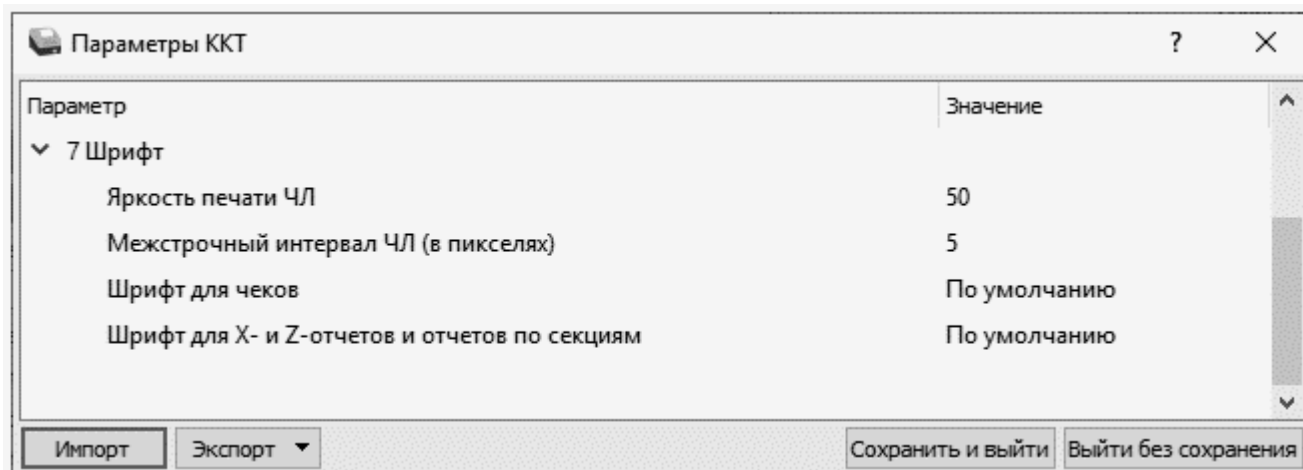 Параметры ККТ ?
Параметр Значение
7 Шрифт
Яркость печати ЧЛ 50
Межстрочный интервал ЧЛ (в пикселях) 5
Шрифт для чеков По умолчанию
Шрифт для X- и Z-отчетов и отчетов по секциям По умолчанию
Импорт Экспорт Сохранить и выйти Выйти без сохранения